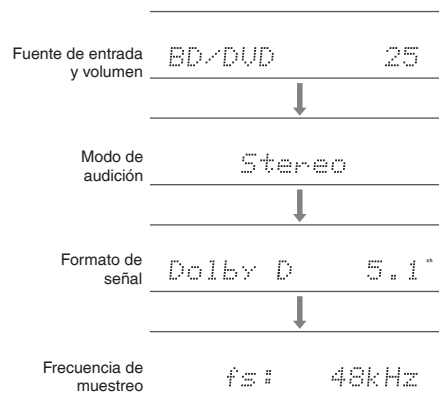 Fuente de entrada
y volumen
BD/DVD 25
Modo de
audición
Stereo
Formato de
señal
Dolby D 5.1 ch
Frecuencia de
muestreo
fs: 48kHz